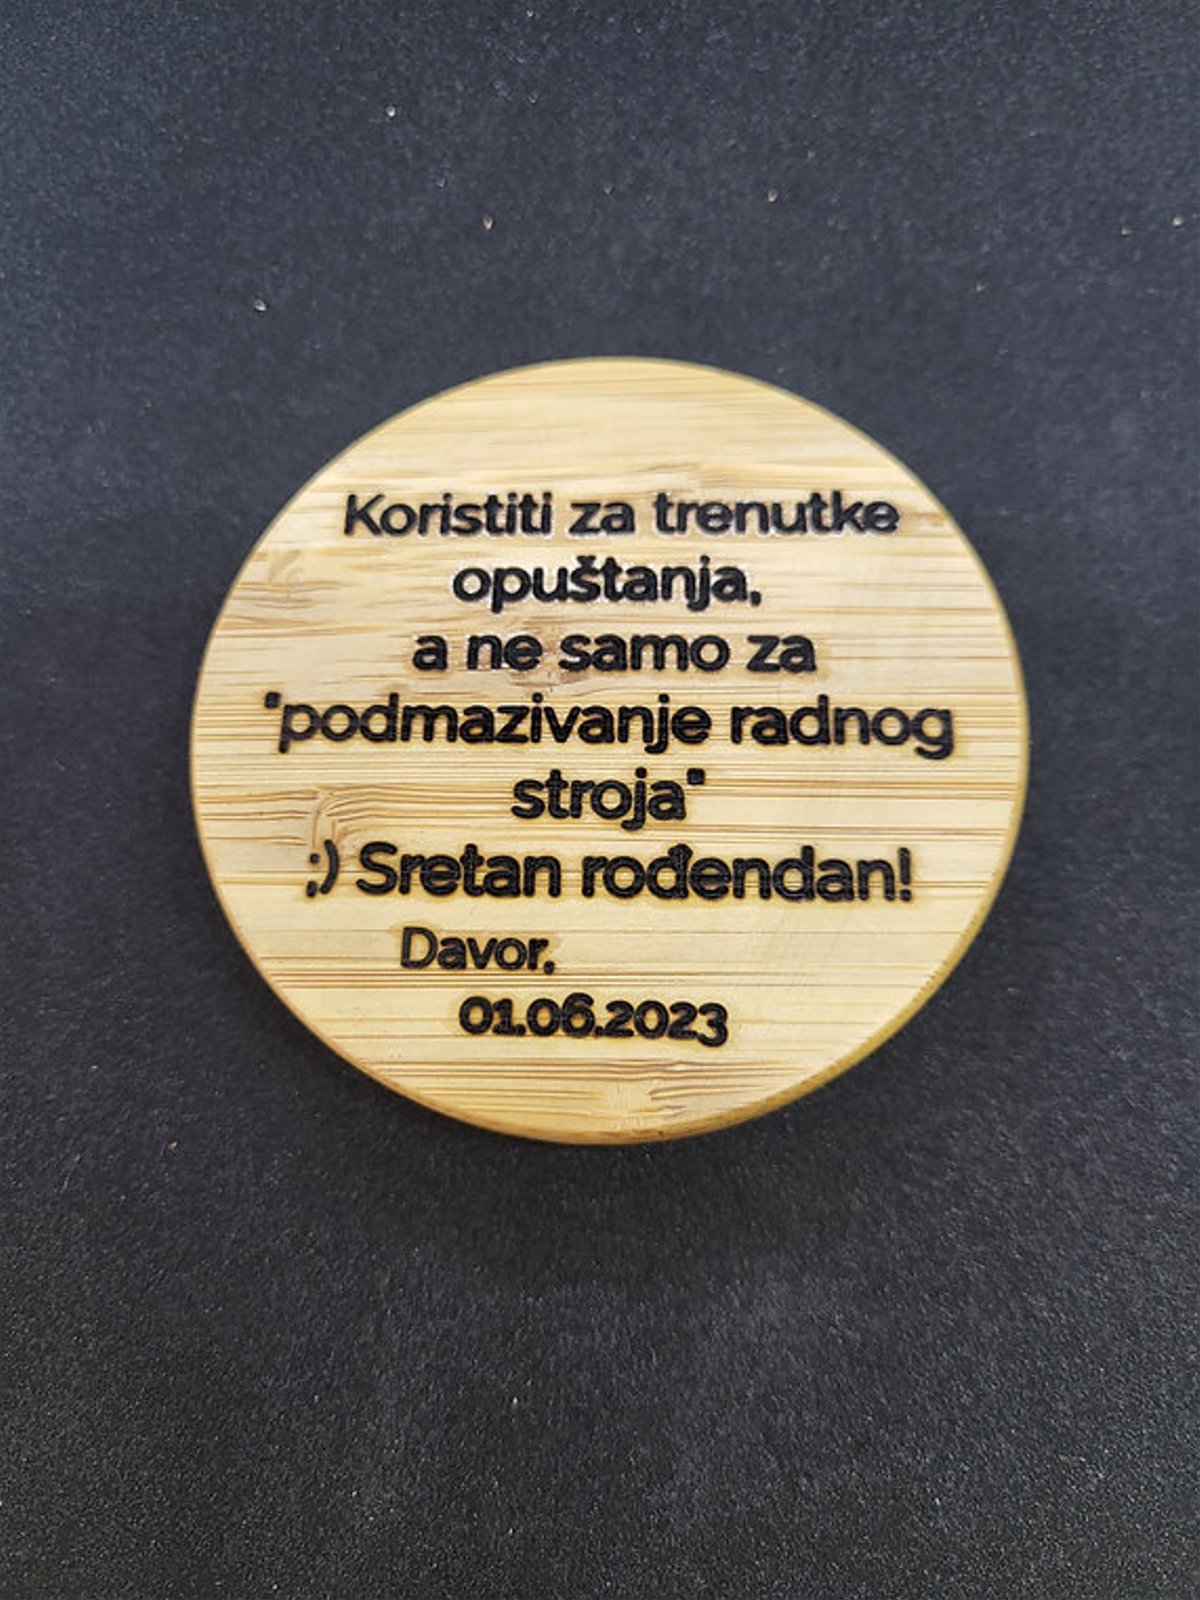 Koristiti za trenutke
opuštanja,
a ne samo za
"podmazivanje radnog
stroja"
;) Sretan rođendan!
Davor,
01.06.2023